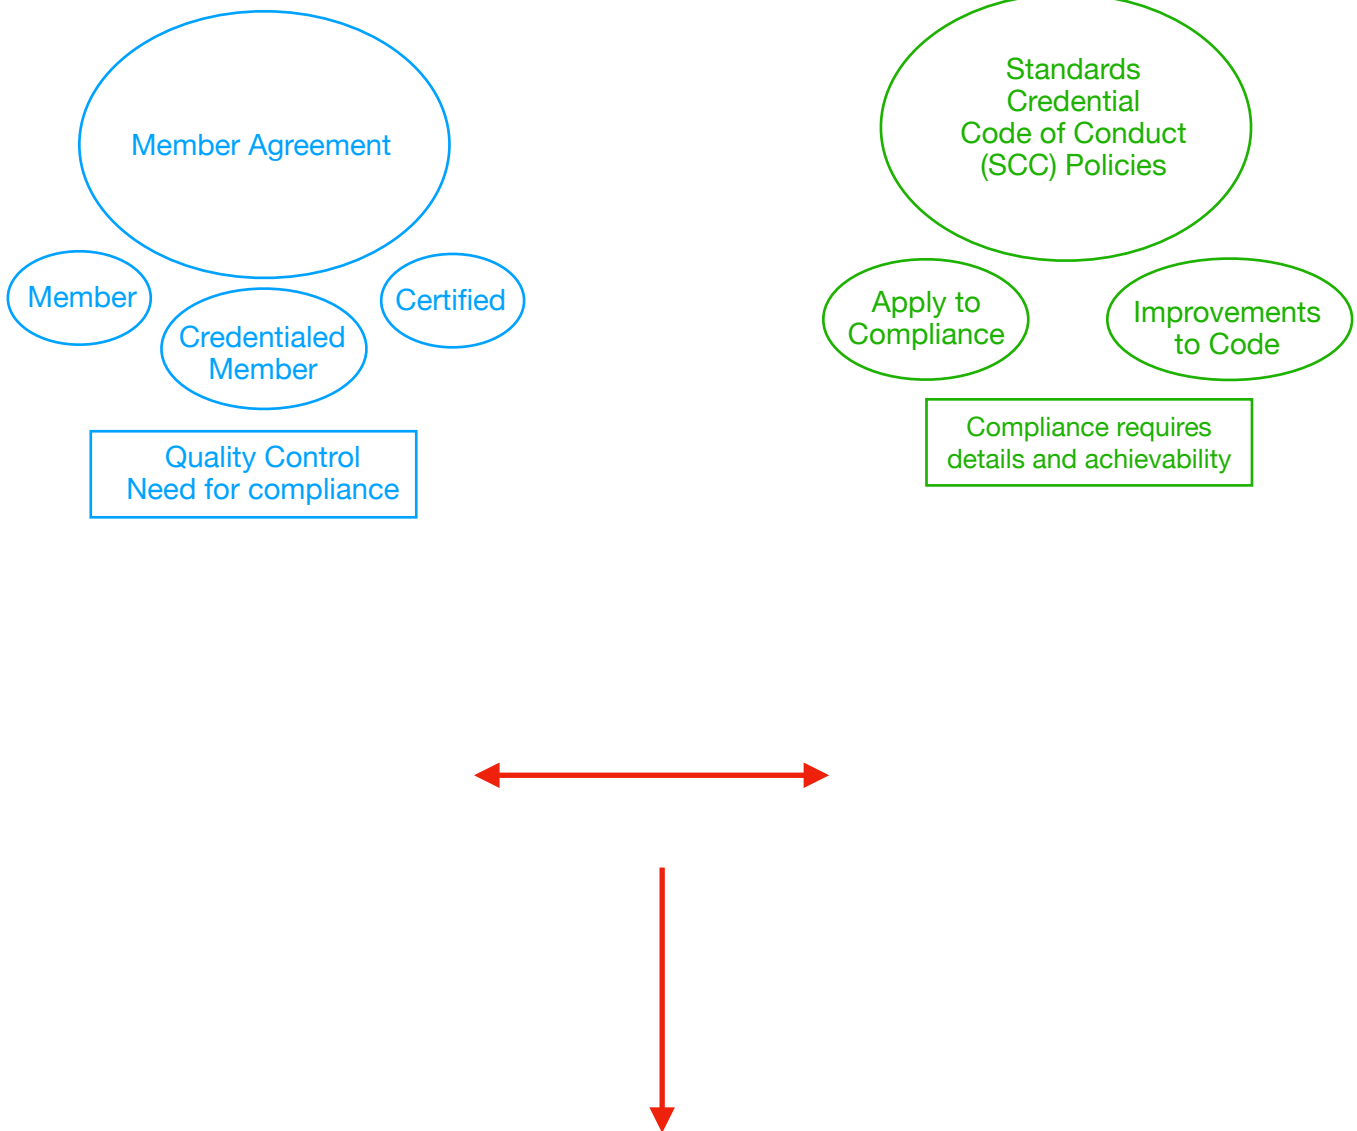 Member Agreement
Member
Credentialed
Member
Certified
Quality Control
Need for compliance
Standards
Credential
Code of Conduct
(SCC) Policies
Apply to
Compliance
Improvements
to Code
Compliance requires
details and achievability